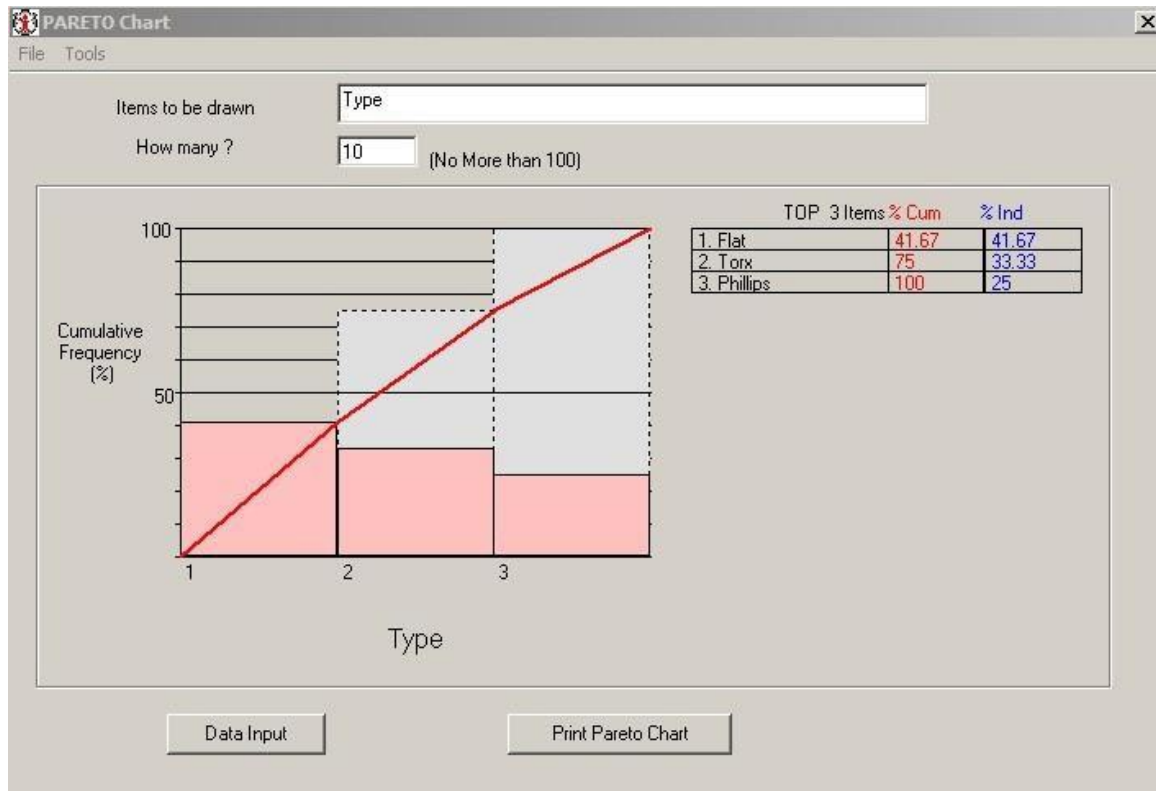 PARETO Chart
File Tools
Items to be drawn Type
How many ? 10 (No More than 100)
TOP 3 Items % Cum % Ind
1. Flat 41.67 41.67
2. Torx 75 33.33
3. Phillips 100 25
100
Cumulative
Frequency
(%)
50
1 2 3
Type
Data Input Print Pareto Chart